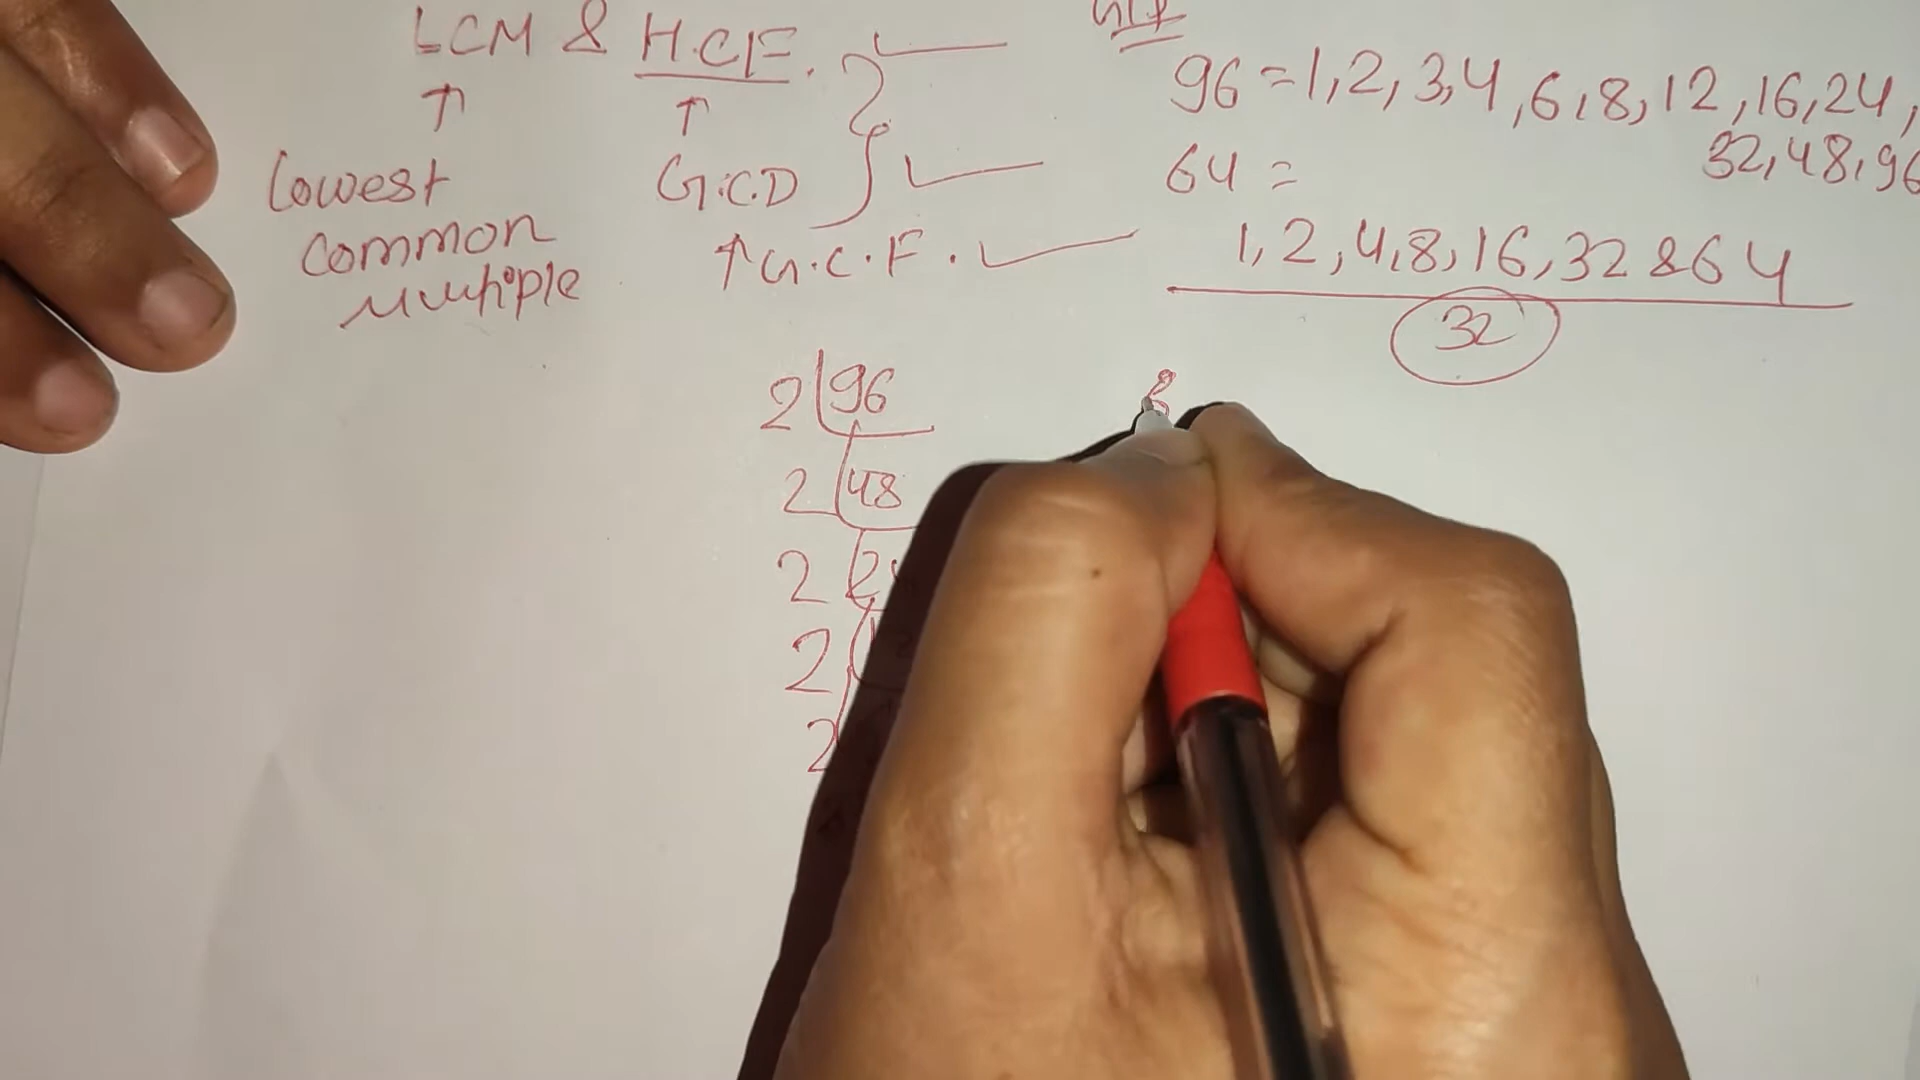 LCM & H.C.F.
96 = 1, 2, 3, 4, 6, 8, 12, 16, 24,
32, 48, 96
Lowest
common
Multiple
G.C.D
G.C.F.
64 =
1, 2, 4, 8, 16, 32 & 64
32
2 96
2 48
2
2
2
8